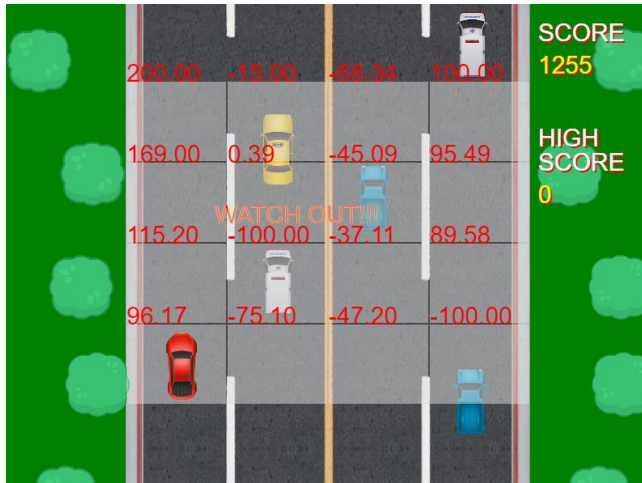 SCORE
1255
200.00 -15.00 -68.34 100.00
HIGH
SCORE
0
169.00 0.39 -45.09 95.49
WATCH OUT!!!
115.20 -100.00 -37.11 89.58
96.17 -75.10 -47.20 -100.00